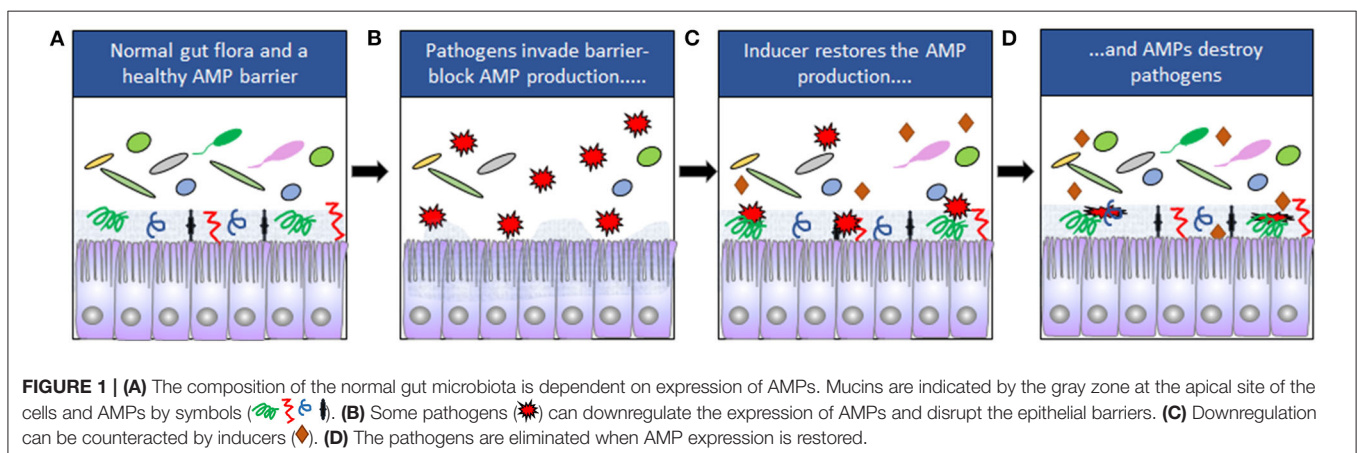 A
Normal gut flora and a
healthy AMP barrier
B
Pathogens invade barrier-
block AMP production.....
C
Inducer restores the AMP
production....
D
...and AMPs destroy
pathogens
FIGURE 1 | (A) The composition of the normal gut microbiota is dependent on expression of AMPs. Mucins are indicated by the gray zone at the apical site of the
cells and AMPs by symbols ( ). (B) Some pathogens ( ) can downregulate the expression of AMPs and disrupt the epithelial barriers. (C) Downregulation
can be counteracted by inducers ( ). (D) The pathogens are eliminated when AMP expression is restored.